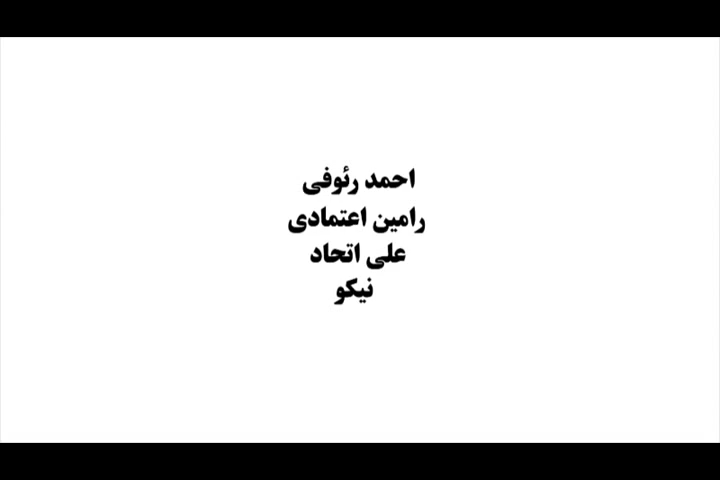 احمد رئوفی
رامین اعتمادی
علی اتحاد
نیکو